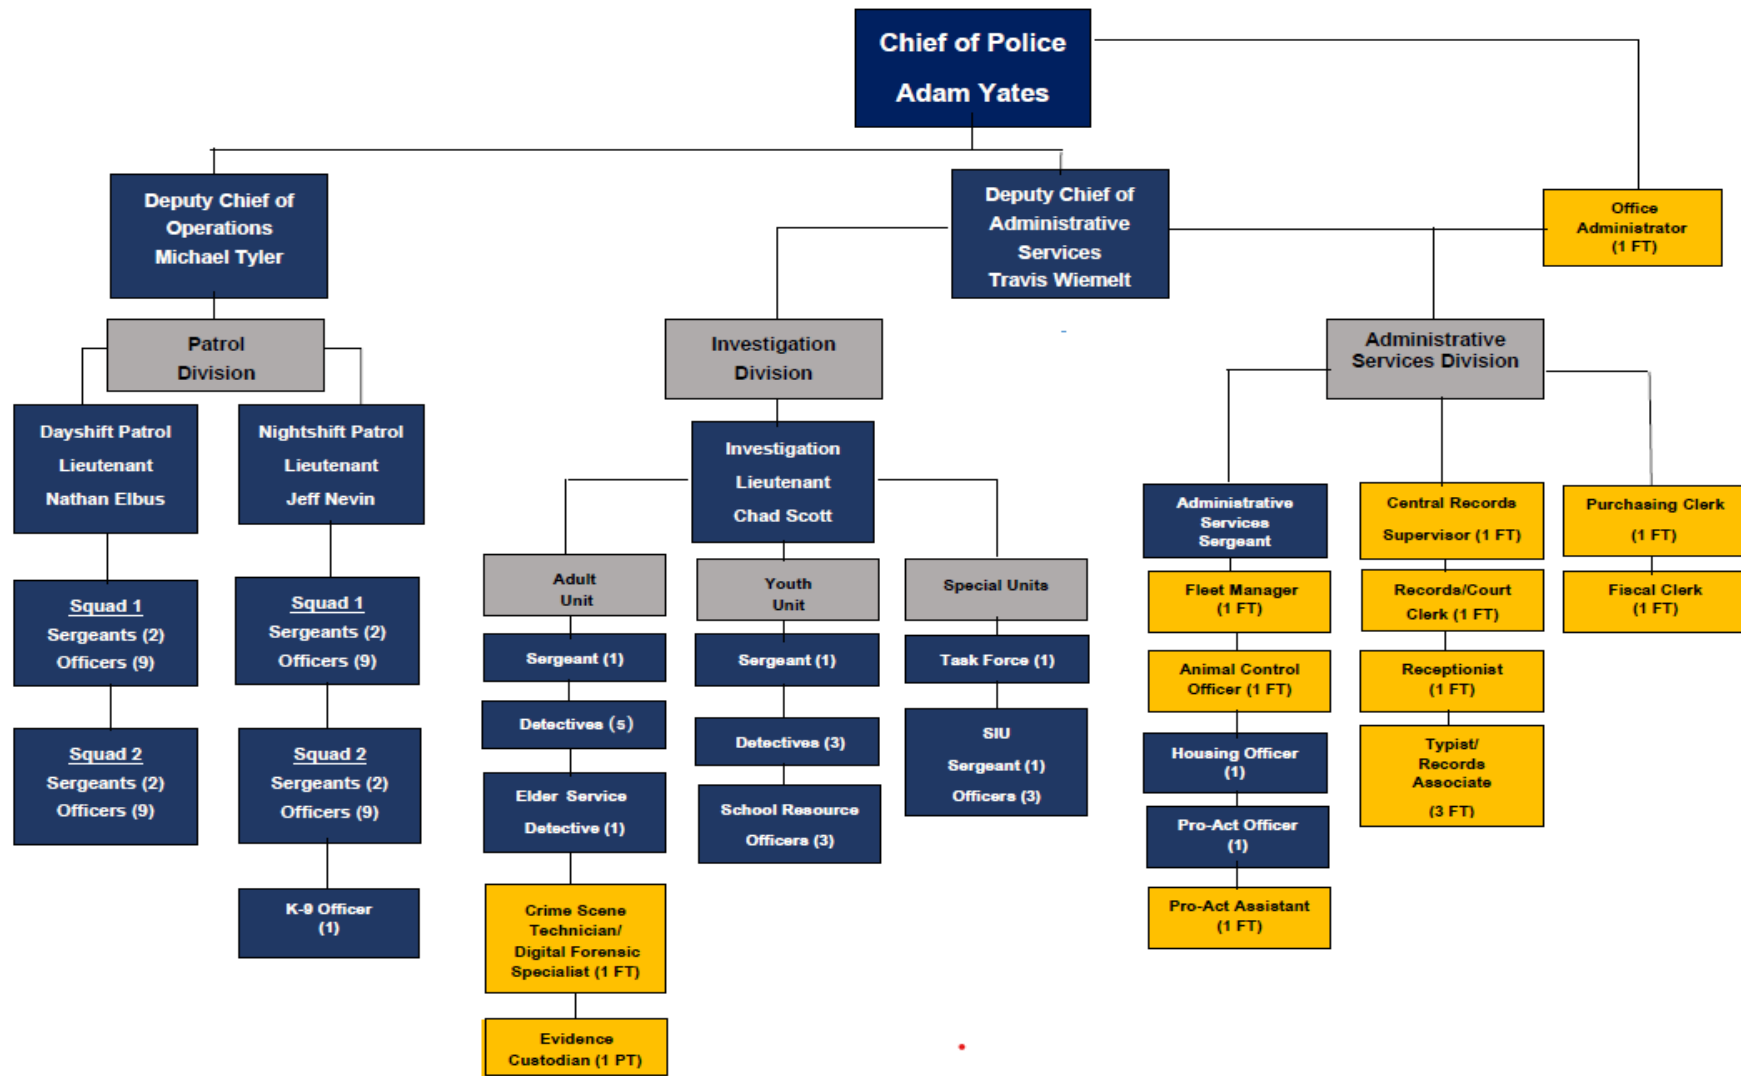 Chief of Police
Adam Yates
Deputy Chief of
Operations
Michael Tyler
Deputy Chief of
Administrative
Services
Travis Wiemelt
Office
Administrator
(1 FT)
Patrol
Division
Investigation
Division
Administrative
Services Division
Dayshift Patrol
Lieutenant
Nathan Elbus
Nightshift Patrol
Lieutenant
Jeff Nevin
Investigation
Lieutenant
Chad Scott
Squad 1
Sergeants (2)
Officers (9)
Squad 2
Sergeants (2)
Officers (9)
Squad 1
Sergeants (2)
Officers (9)
Squad 2
Sergeants (2)
Officers (9)
K-9 Officer
(1)
Adult
Unit
Sergeant (1)
Detectives (5)
Elder Service
Detective (1)
Crime Scene
Technician/
Digital Forensic
Specialist (1 FT)
Evidence
Custodian (1 PT)
Youth
Unit
Sergeant (1)
Detectives (3)
School Resource
Officers (3)
Special Units
Task Force (1)
SIU
Sergeant (1)
Officers (3)
Administrative
Services
Sergeant
Fleet Manager
(1 FT)
Animal Control
Officer (1 FT)
Housing Officer
(1)
Pro-Act Officer
(1)
Pro-Act Assistant
(1 FT)
Central Records
Supervisor (1 FT)
Records/Court
Clerk (1 FT)
Receptionist
(1 FT)
Typist/
Records
Associate
(3 FT)
Purchasing Clerk
(1 FT)
Fiscal Clerk
(1 FT)